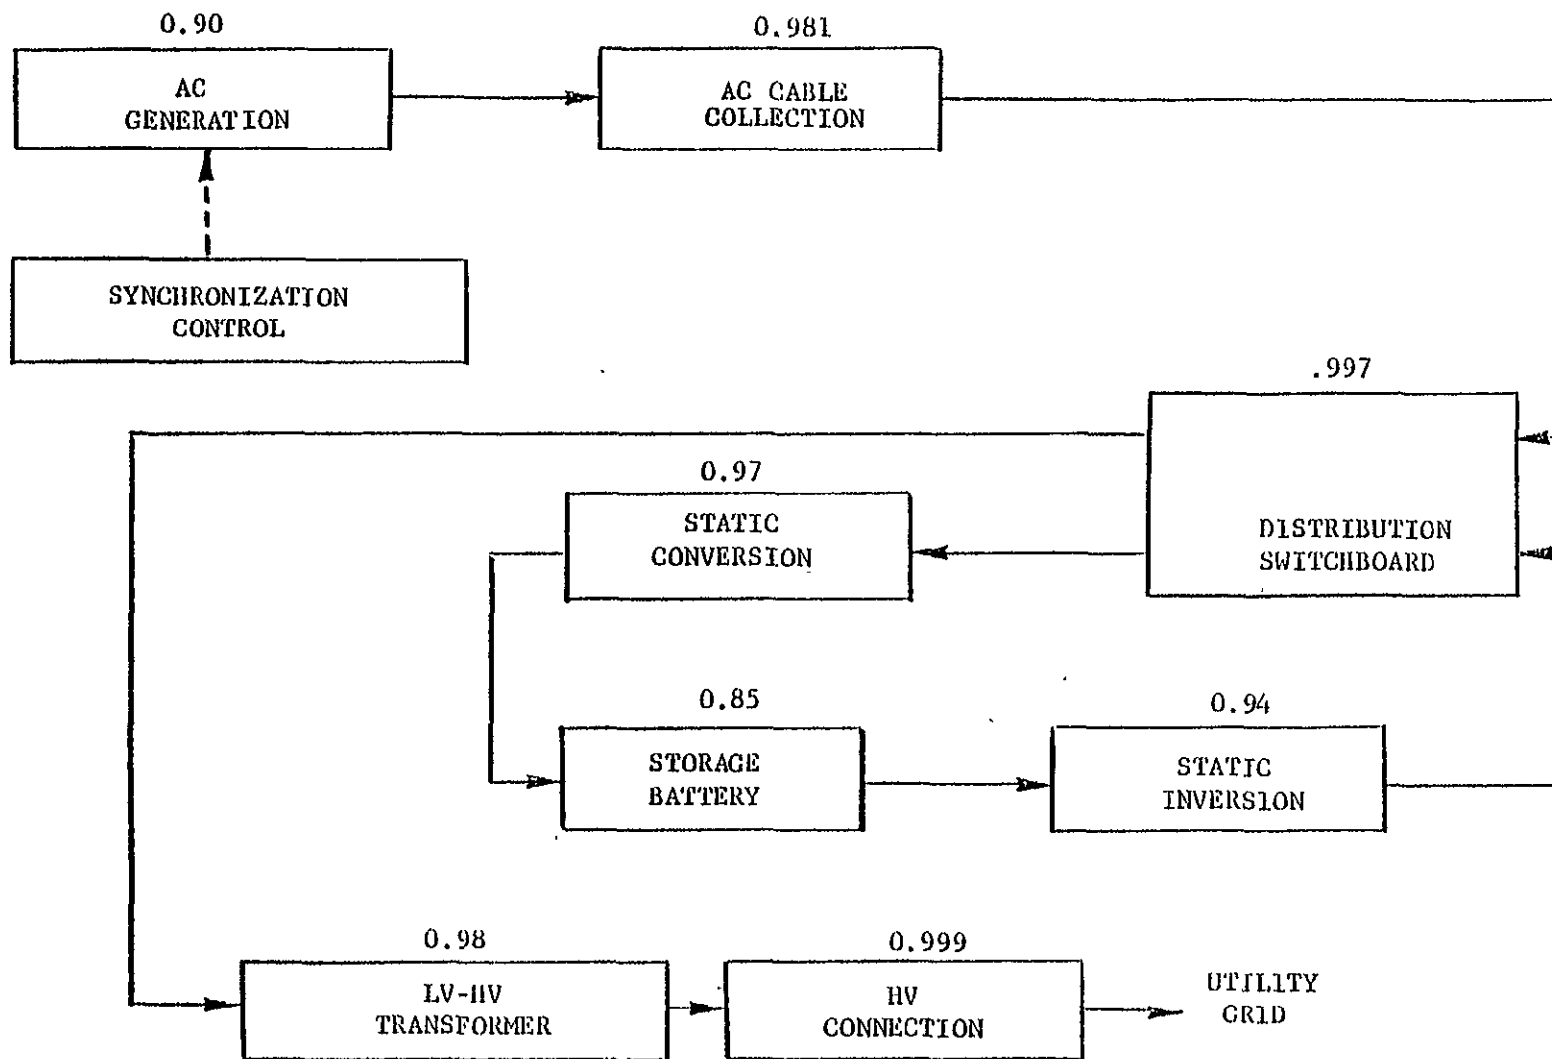 0.90
AC
GENERATION
0.981
AC CABLE
COLLECTION
SYNCHRONIZATION
CONTROL
.997
DISTRIBUTION
SWITCHBOARD
0.97
STATIC
CONVERSION
0.85
STORAGE
BATTERY
0.94
STATIC
INVERSION
0.98
LV-HV
TRANSFORMER
0.999
HV
CONNECTION
UTILITY
GRID